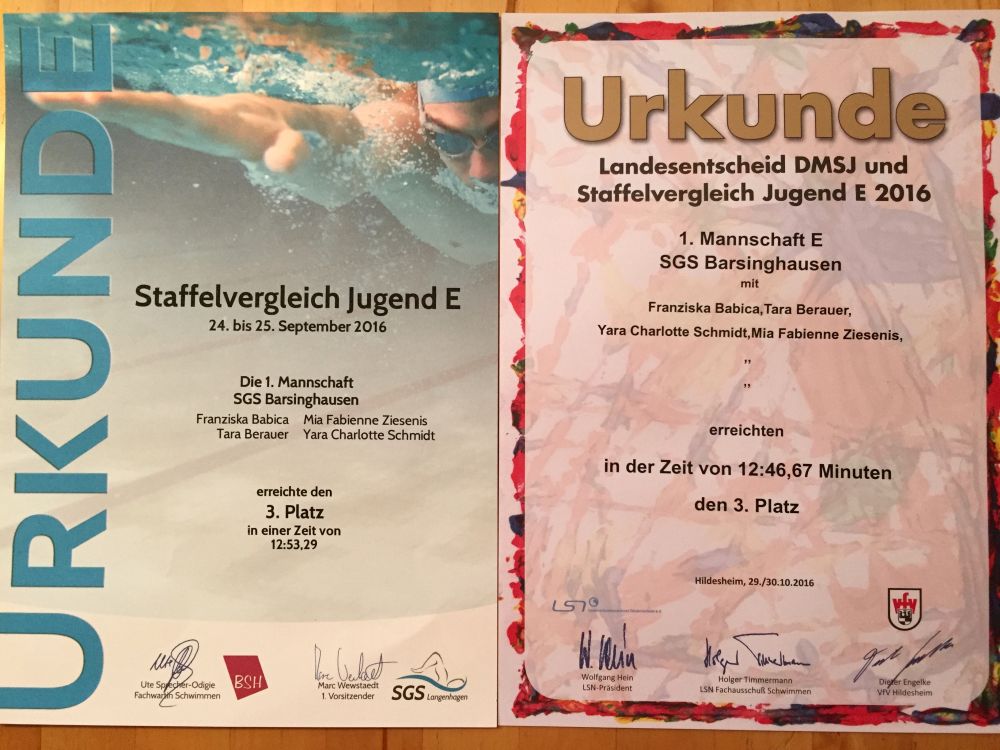 URKUNDE
Staffelvergleich Jugend E
24. bis 25. September 2016
Die 1. Mannschaft
SGS Barsinghausen
Franziska Babica Mia Fabienne Ziesenis
Tara Berauer Yara Charlotte Schmidt
erreichte den
3. Platz
in einer Zeit von
12:53,29
Ute Sprecher-Odigie
Fachwartin Schwimmen
BSH
Marc Wewstaedt
1. Vorsitzender
SGS Langenhagen
Urkunde
Landesentscheid DMSJ und
Staffelvergleich Jugend E 2016
1. Mannschaft E
SGS Barsinghausen
mit
Franziska Babica,Tara Berauer,
Yara Charlotte Schmidt,Mia Fabienne Ziesenis,
,,
,,
erreichten
in der Zeit von 12:46,67 Minuten
den 3. Platz
Hildesheim, 29./30.10.2016
LSN
Wolfgang Hein
LSN-Präsident
Holger Timmermann
LSN Fachausschuß Schwimmen
Dieter Engelke
VfV Hildesheim